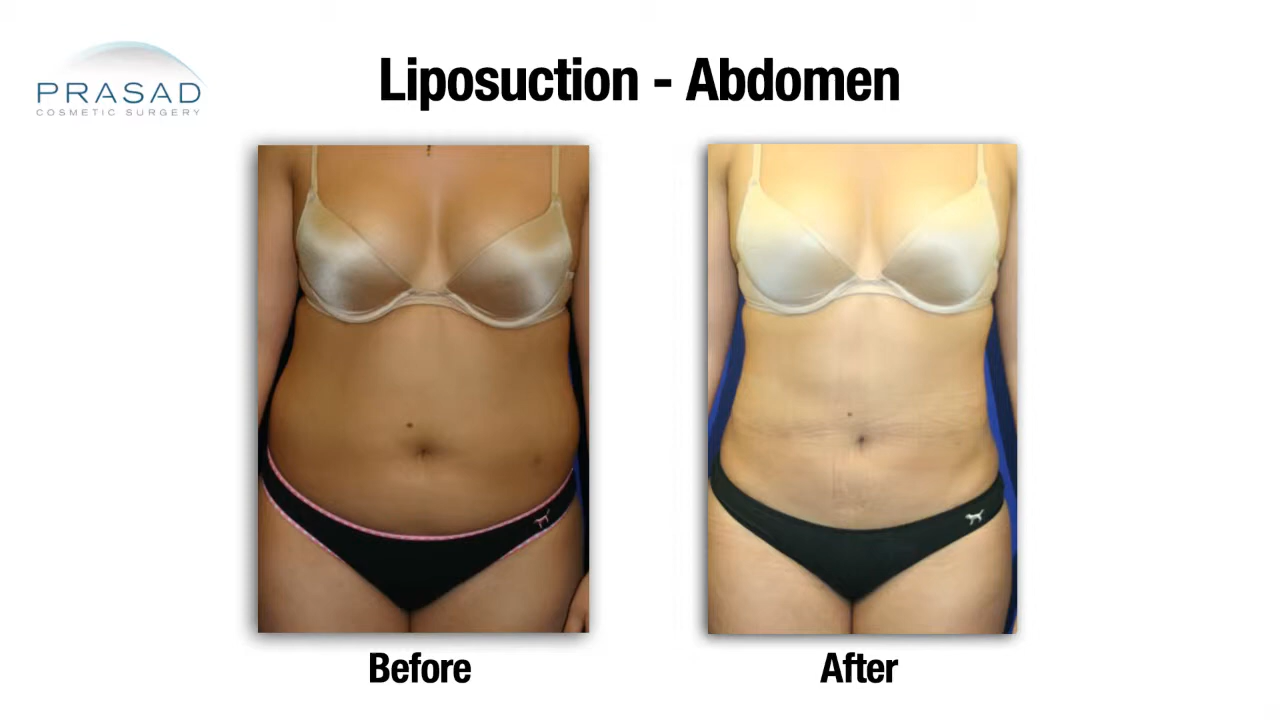 PRASAD
COSMETIC SURGERY
Liposuction - Abdomen
Before
After